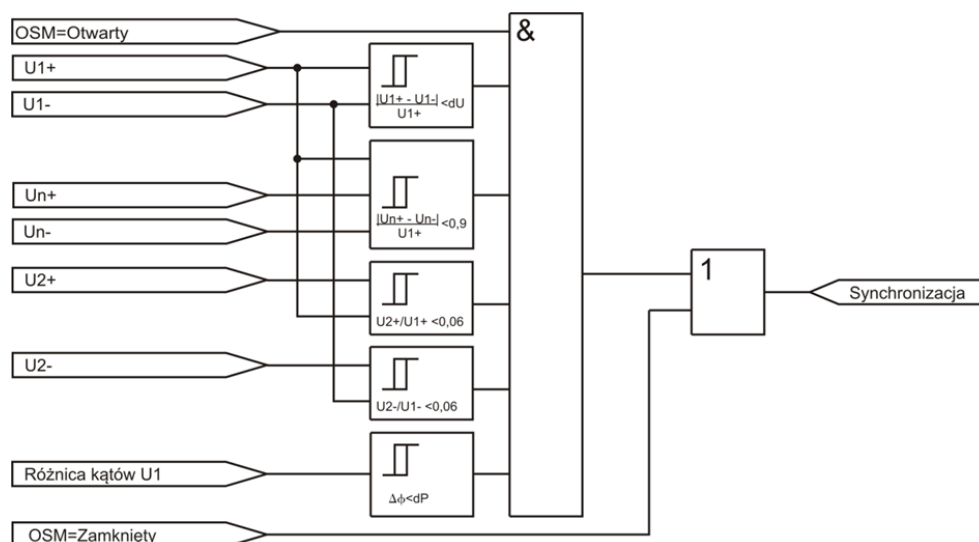 OSM=Otwarty
&
U1+
|U1+ - U1-|
U1+
<dU
U1-
Un+
|Un+ - Un-|
U1+
<0,9
Un-
U2+
U2+/U1+ <0,06
1
Synchronizacja
U2-
U2-/U1- <0,06
Różnica kątów U1
Δϕ<dP
OSM=Zamknięty